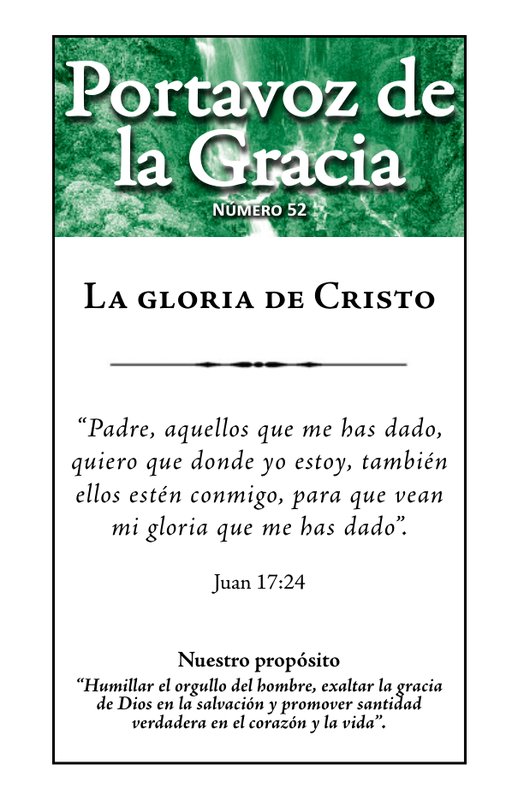 Portavoz de
la Gracia
NÚMERO 52
LA GLORIA DE CRISTO
“Padre, aquellos que me has dado,
quiero que donde yo estoy, también
ellos estén conmigo, para que vean
mi gloria que me has dado”.
Juan 17:24
Nuestro propósito
“Humillar el orgullo del hombre, exaltar la gracia
de Dios en la salvación y promover santidad
verdadera en el corazón y la vida”.